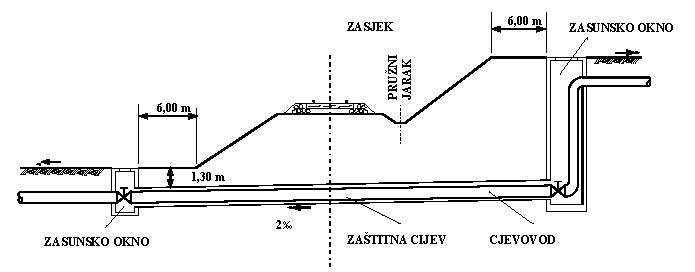 ZASJEK
6,00 m
ZASUNSKO OKNO
PRUŽNI
JARAK
6,00 m
1,30 m
2‰
ZASUNSKO OKNO
ZAŠTITNA CIJEV
CJEVOVOD